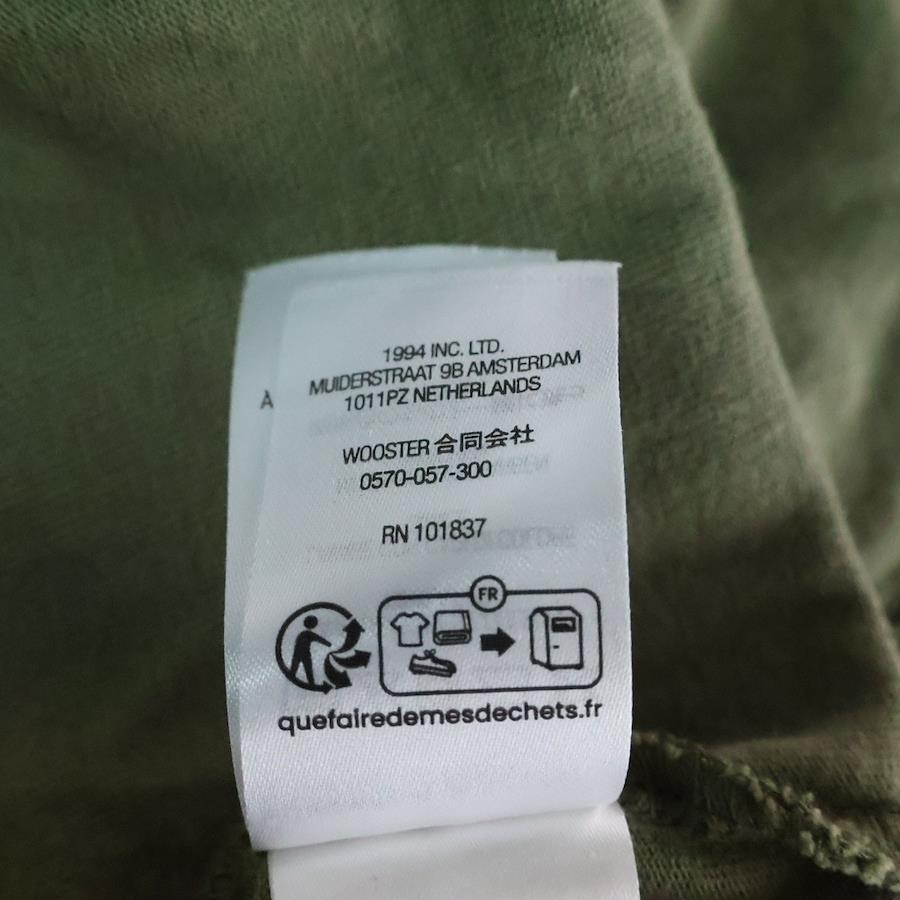 1994 INC. LTD.
MUIDERSTRAAT 9B AMSTERDAM
1011PZ NETHERLANDS
A
WOOSTER 合同会社
0570-057-300
RN 101837
FR
quefairedemesdechets.fr